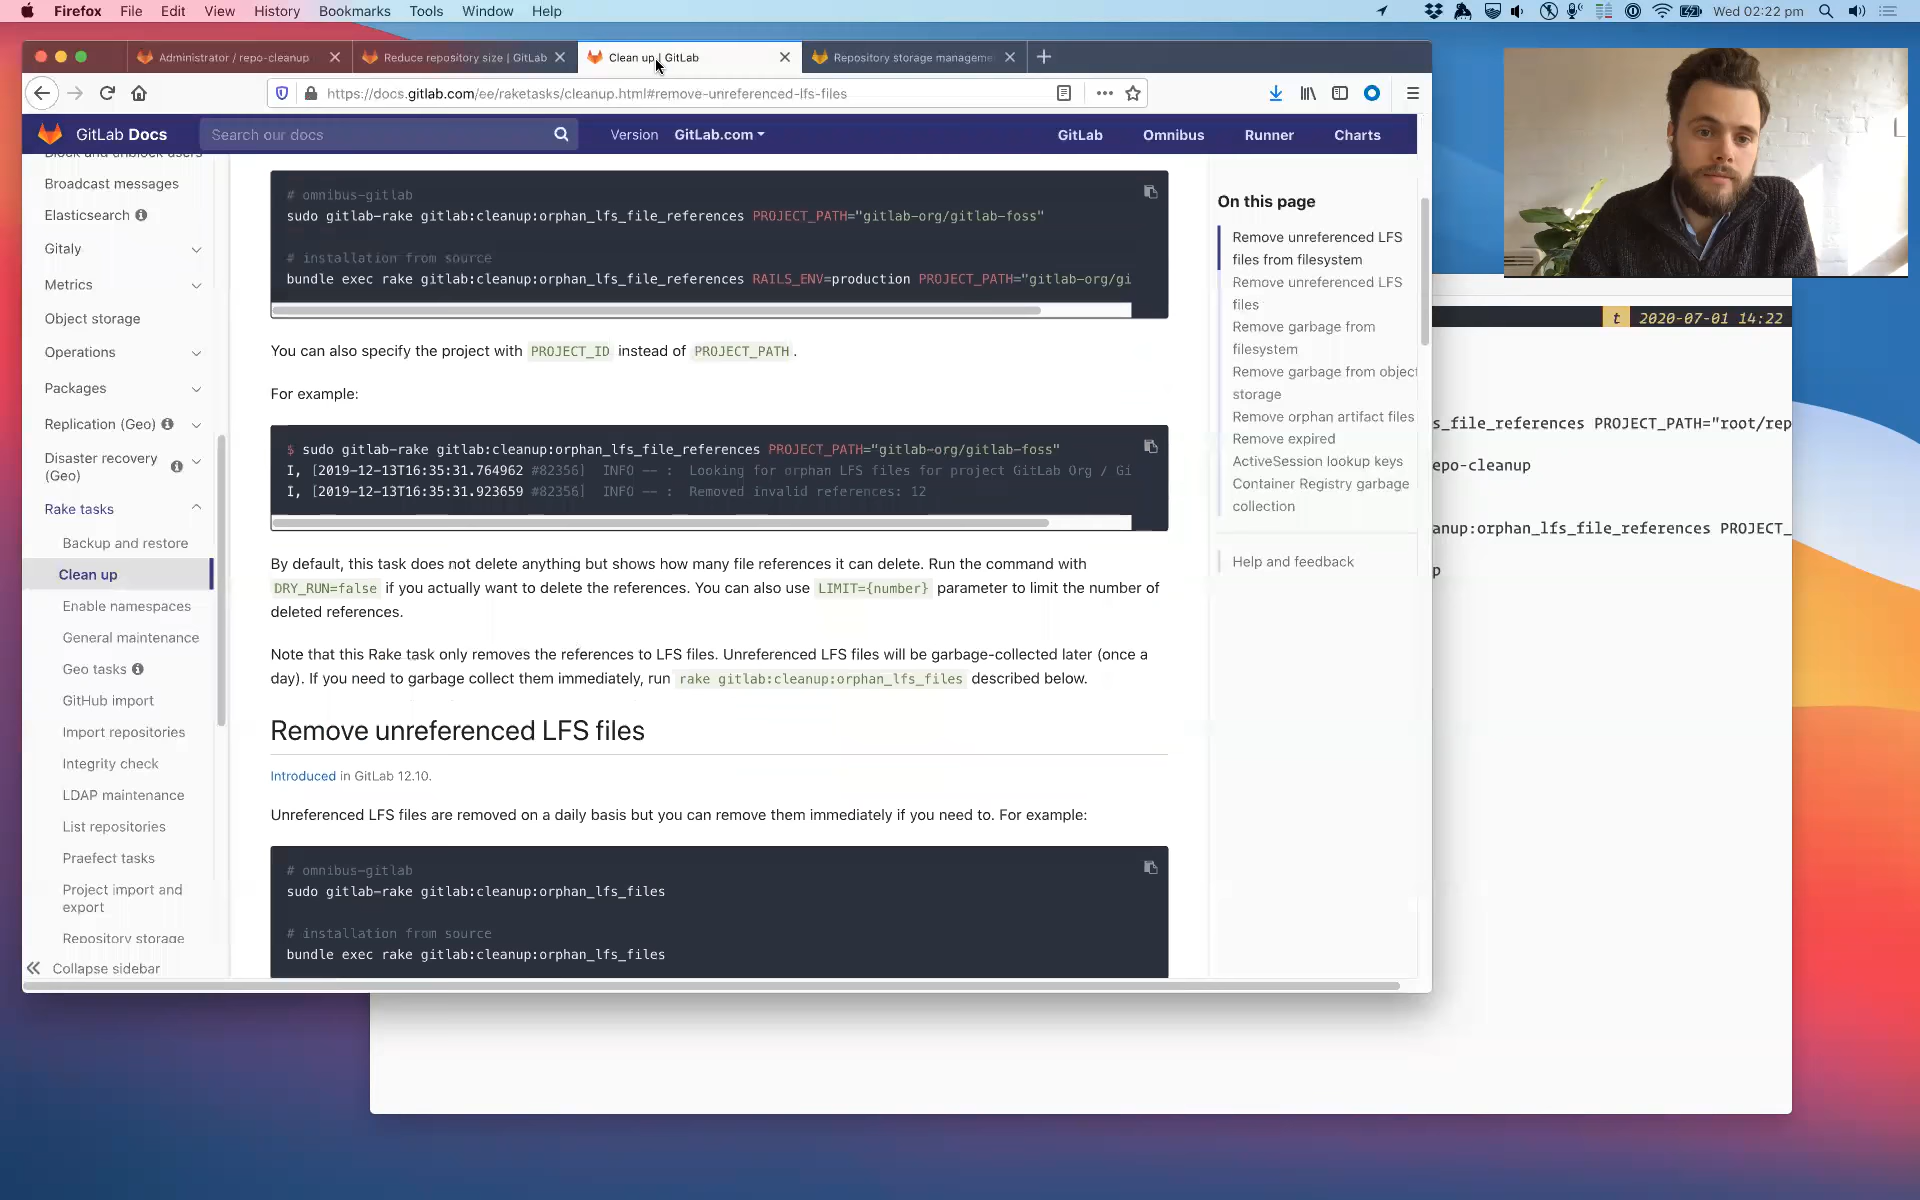 Firefox File Edit View History Bookmarks Tools Window Help
Wed 02:22 pm
Administrator / repo-cleanup
Reduce repository size | GitLab
Clean up | GitLab
Repository storage manageme
https://docs.gitlab.com/ee/raketasks/cleanup.html#remove-unreferenced-lfs-files
GitLab Docs
Search our docs
Version GitLab.com
GitLab Omnibus Runner Charts
Block and unblock users
Broadcast messages
Elasticsearch
Gitaly
Metrics
Object storage
Operations
Packages
Replication (Geo)
Disaster recovery
(Geo)
Rake tasks
Backup and restore
Clean up
Enable namespaces
General maintenance
Geo tasks
GitHub import
Import repositories
Integrity check
LDAP maintenance
List repositories
Praefect tasks
Project import and
export
Repository storage
Collapse sidebar
# omnibus-gitlab
sudo gitlab-rake gitlab:cleanup:orphan_lfs_file_references PROJECT_PATH="gitlab-org/gitlab-foss"
# installation from source
bundle exec rake gitlab:cleanup:orphan_lfs_file_references RAILS_ENV=production PROJECT_PATH="gitlab-org/gi
You can also specify the project with PROJECT_ID instead of PROJECT_PATH.
For example:
$ sudo gitlab-rake gitlab:cleanup:orphan_lfs_file_references PROJECT_PATH="gitlab-org/gitlab-foss"
I, [2019-12-13T16:35:31.764962 #82356]  INFO -- :  Looking for orphan LFS files for project GitLab Org / Gi
I, [2019-12-13T16:35:31.923659 #82356]  INFO -- :  Removed invalid references: 12
By default, this task does not delete anything but shows how many file references it can delete. Run the command with
DRY_RUN=false if you actually want to delete the references. You can also use LIMIT={number} parameter to limit the number of
deleted references.
Note that this Rake task only removes the references to LFS files. Unreferenced LFS files will be garbage-collected later (once a
day). If you need to garbage collect them immediately, run rake gitlab:cleanup:orphan_lfs_files described below.
Remove unreferenced LFS files
Introduced in GitLab 12.10.
Unreferenced LFS files are removed on a daily basis but you can remove them immediately if you need to. For example:
# omnibus-gitlab
sudo gitlab-rake gitlab:cleanup:orphan_lfs_files
# installation from source
bundle exec rake gitlab:cleanup:orphan_lfs_files
On this page
Remove unreferenced LFS
files from filesystem
Remove unreferenced LFS
files
Remove garbage from
filesystem
Remove garbage from object
storage
Remove orphan artifact files
Remove expired
ActiveSession lookup keys
Container Registry garbage
collection
Help and feedback
t 2020-07-01 14:22
s_file_references PROJECT_PATH="root/rep
epo-cleanup
anup:orphan_lfs_file_references PROJECT_
p